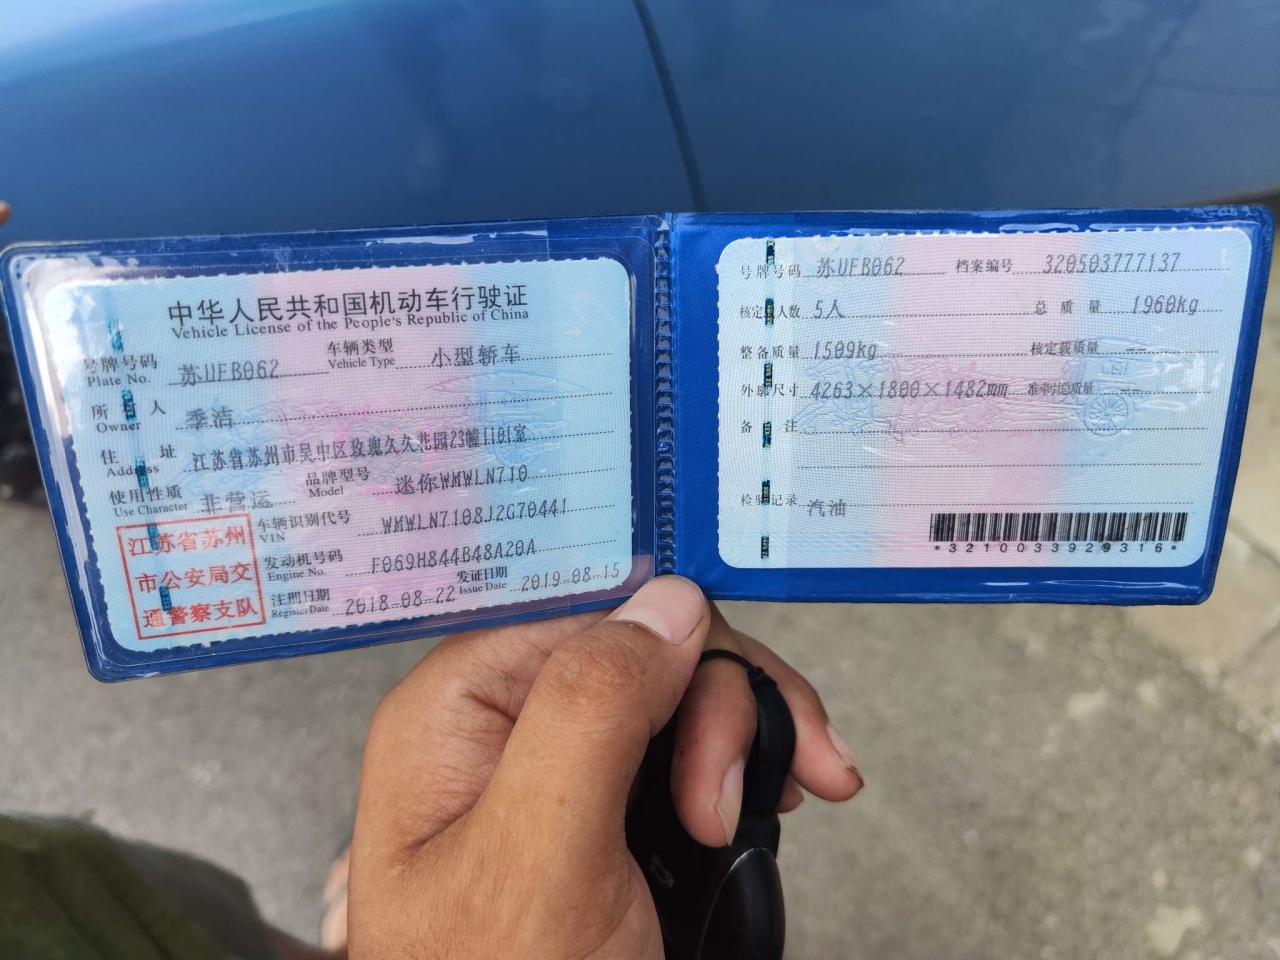 中华人民共和国机动车行驶证
Vehicle License of the People's Republic of China
号牌号码 苏UFB062 车辆类型 小型轿车
Plate No. Vehicle Type
所有人 季洁
Owner
住址 江苏省苏州市吴中区玫瑰久久花园23幢1101室
Address
使用性质 非营运 品牌型号 迷你WMWLN710
Use Character Model
车辆识别代号 WMWLN7108J2G70441
VIN
发动机号码 F069H844B48A20A
Engine No.
注册日期 2018-08-22 发证日期 2019-08-15
Register Date Issue Date
江苏省苏州
市公安局交
通警察支队
号牌号码 苏UFB062 档案编号 320503777137
核定载人数 5人 总质量 1960kg
整备质量 1509kg 核定载质量 --
外廓尺寸 4263×1800×1482mm 准牵引总质量 --
备注
检验记录 汽油
*3210033929316*